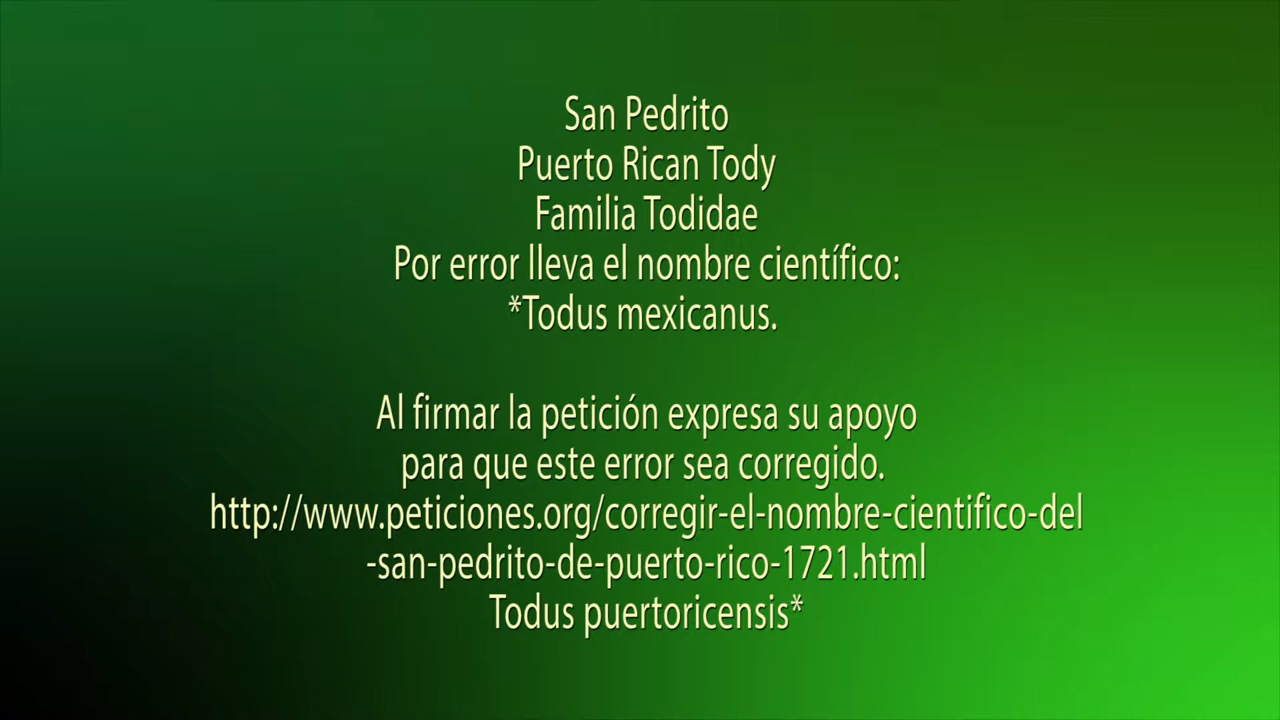 San Pedrito
Puerto Rican Tody
Familia Todidae
Por error lleva el nombre científico:
*Todus mexicanus.
Al firmar la petición expresa su apoyo
para que este error sea corregido.
http://www.peticiones.org/corregir-el-nombre-cientifico-del
-san-pedrito-de-puerto-rico-1721.html
Todus puertoricensis*